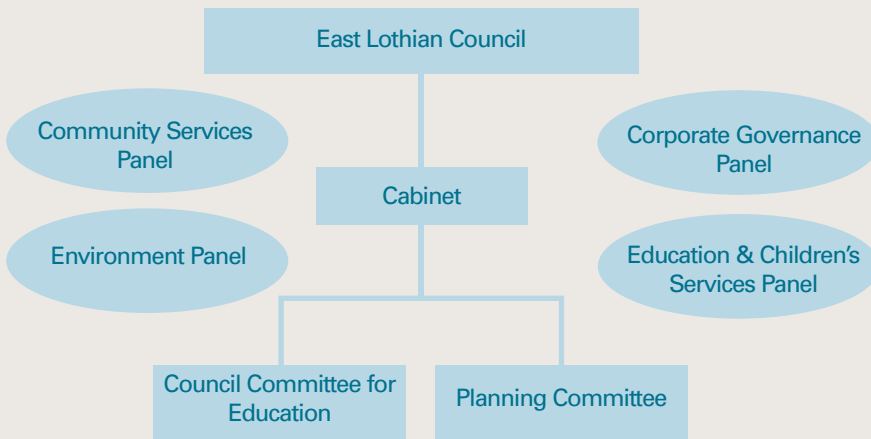 East Lothian Council
Community Services
Panel
Corporate Governance
Panel
Cabinet
Environment Panel
Education & Children’s
Services Panel
Council Committee for
Education
Planning Committee